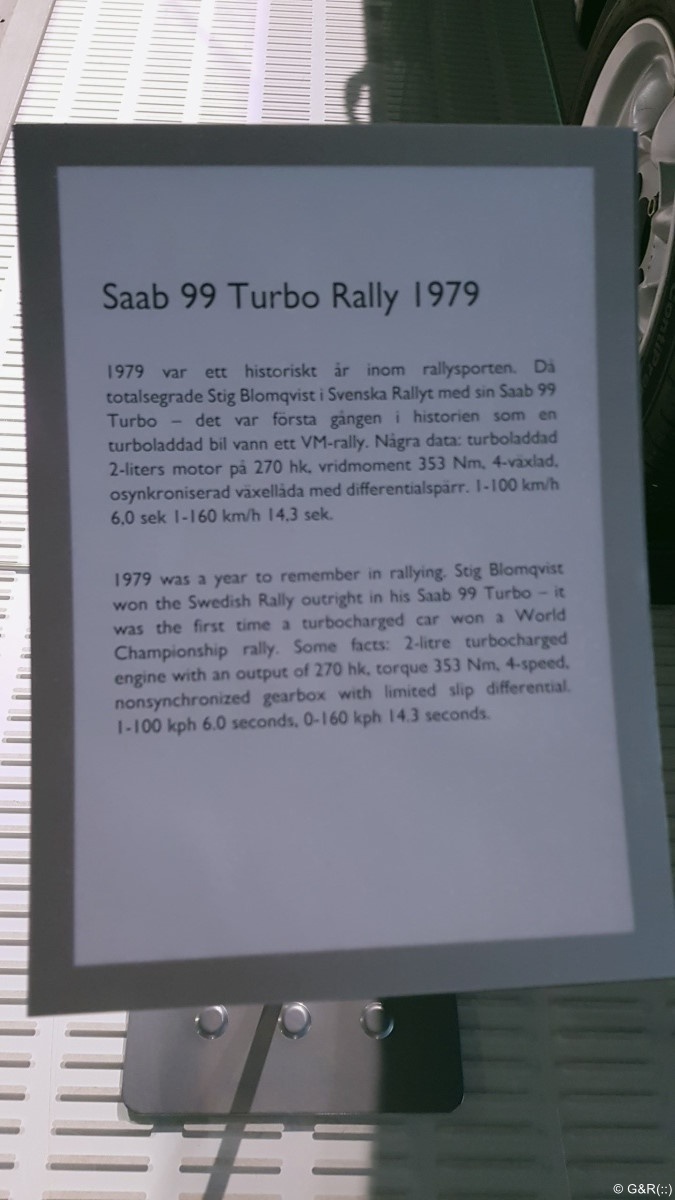 Saab 99 Turbo Rally 1979
1979 var ett historiskt år inom rallysporten. Då
totalsegrade Stig Blomqvist i Svenska Rallyt med sin Saab 99
Turbo – det var första gången i historien som en
turboladdad bil vann ett VM-rally. Några data: turboladdad
2-liters motor på 270 hk, vridmoment 353 Nm, 4-växlad,
osynkroniserad växellåda med differentialspärr. 1-100 km/h
6,0 sek 1-160 km/h 14,3 sek.
1979 was a year to remember in rallying. Stig Blomqvist
won the Swedish Rally outright in his Saab 99 Turbo – it
was the first time a turbocharged car won a World
Championship rally. Some facts: 2-litre turbocharged
engine with an output of 270 hk, torque 353 Nm, 4-speed,
nonsynchronized gearbox with limited slip differential.
1-100 kph 6.0 seconds, 0-160 kph 14.3 seconds.
© G&R(::)